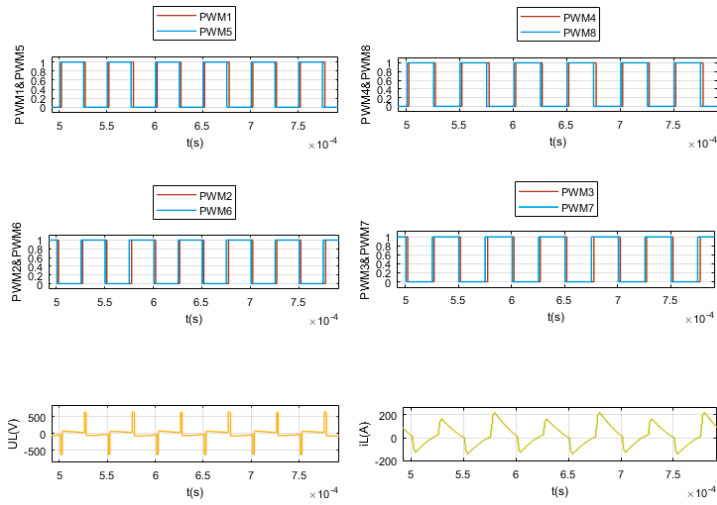 PWM1
PWM5
PWM1&PWM5
1
0.8
0.6
0.4
0.2
0
5 5.5 6 6.5 7 7.5
t(s)
×10⁻⁴
PWM4
PWM8
PWM4&PWM8
1
0.8
0.6
0.4
0.2
0
5 5.5 6 6.5 7 7.5
t(s)
×10⁻⁴
PWM2
PWM6
PWM2&PWM6
1
0.8
0.6
0.4
0.2
0
5 5.5 6 6.5 7 7.5
t(s)
×10⁻⁴
PWM3
PWM7
PWM3&PWM7
1
0.8
0.6
0.4
0.2
0
5 5.5 6 6.5 7 7.5
t(s)
×10⁻⁴
UL(V)
500
0
-500
5 5.5 6 6.5 7 7.5
t(s)
×10⁻⁴
iL(A)
200
0
-200
5 5.5 6 6.5 7 7.5
t(s)
×10⁻⁴